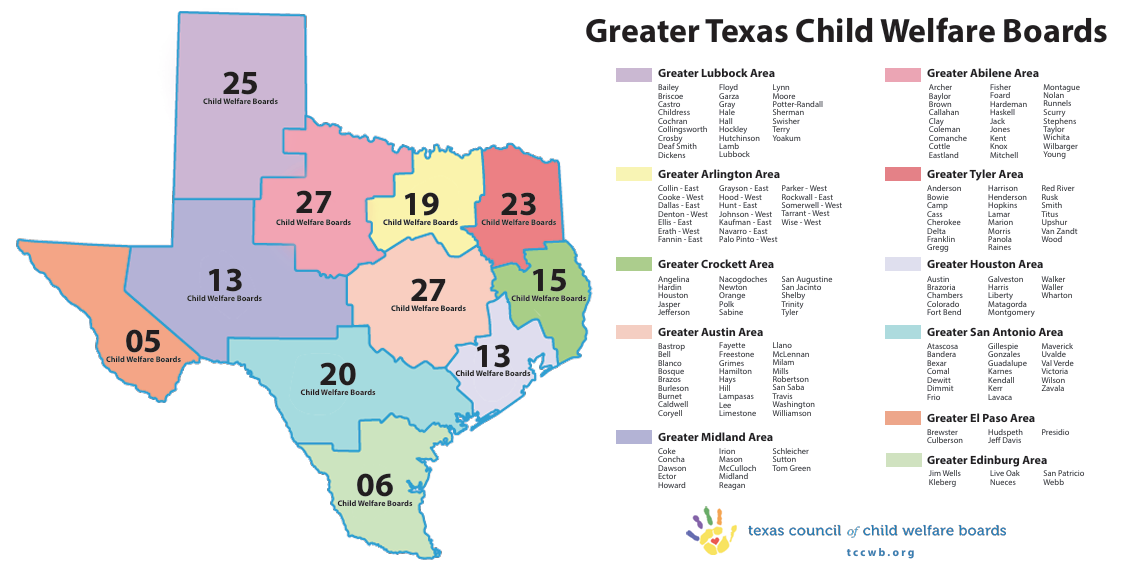 Greater Texas Child Welfare Boards
25
Child Welfare Boards
27
Child Welfare Boards
19
Child Welfare Boards
23
Child Welfare Boards
13
Child Welfare Boards
27
Child Welfare Boards
15
Child Welfare Boards
05
Child Welfare Boards
20
Child Welfare Boards
13
Child Welfare Boards
06
Child Welfare Boards
Greater Lubbock Area
Bailey Floyd Lynn
Briscoe Garza Moore
Castro Gray Potter-Randall
Childress Hale Sherman
Cochran Hall Swisher
Collingsworth Hockley Terry
Crosby Hutchinson Yoakum
Deaf Smith Lamb
Dickens Lubbock
Greater Arlington Area
Collin - East Grayson - East Parker - West
Cooke - West Hood - West Rockwall - East
Dallas - East Hunt - East Somerwell - West
Denton - West Johnson - West Tarrant - West
Ellis - East Kaufman - East Wise - West
Erath - West Navarro - East
Fannin - East Palo Pinto - West
Greater Crockett Area
Angelina Nacogdoches San Augustine
Hardin Newton San Jacinto
Houston Orange Shelby
Jasper Polk Trinity
Jefferson Sabine Tyler
Greater Austin Area
Bastrop Fayette Llano
Bell Freestone McLennan
Blanco Grimes Milam
Bosque Hamilton Mills
Brazos Hays Robertson
Burleson Hill San Saba
Burnet Lampasas Travis
Caldwell Lee Washington
Coryell Limestone Williamson
Greater Midland Area
Coke Irion Schleicher
Concha Mason Sutton
Dawson McCulloch Tom Green
Ector Midland
Howard Reagan
Greater Abilene Area
Archer Fisher Montague
Baylor Foard Nolan
Brown Hardeman Runnels
Callahan Haskell Scurry
Clay Jack Stephens
Coleman Jones Taylor
Comanche Kent Wichita
Cottle Knox Wilbarger
Eastland Mitchell Young
Greater Tyler Area
Anderson Harrison Red River
Bowie Henderson Rusk
Camp Hopkins Smith
Cass Lamar Titus
Cherokee Marion Upshur
Delta Morris Van Zandt
Franklin Panola Wood
Gregg Raines
Greater Houston Area
Austin Galveston Walker
Brazoria Harris Waller
Chambers Liberty Wharton
Colorado Matagorda
Fort Bend Montgomery
Greater San Antonio Area
Atascosa Gillespie Maverick
Bandera Gonzales Uvalde
Bexar Guadalupe Val Verde
Comal Karnes Victoria
Dewitt Kendall Wilson
Dimmit Kerr Zavala
Frio Lavaca
Greater El Paso Area
Brewster Hudspeth Presidio
Culberson Jeff Davis
Greater Edinburg Area
Jim Wells Live Oak San Patricio
Kleberg Nueces Webb
texas council of child welfare boards
tccwb.org